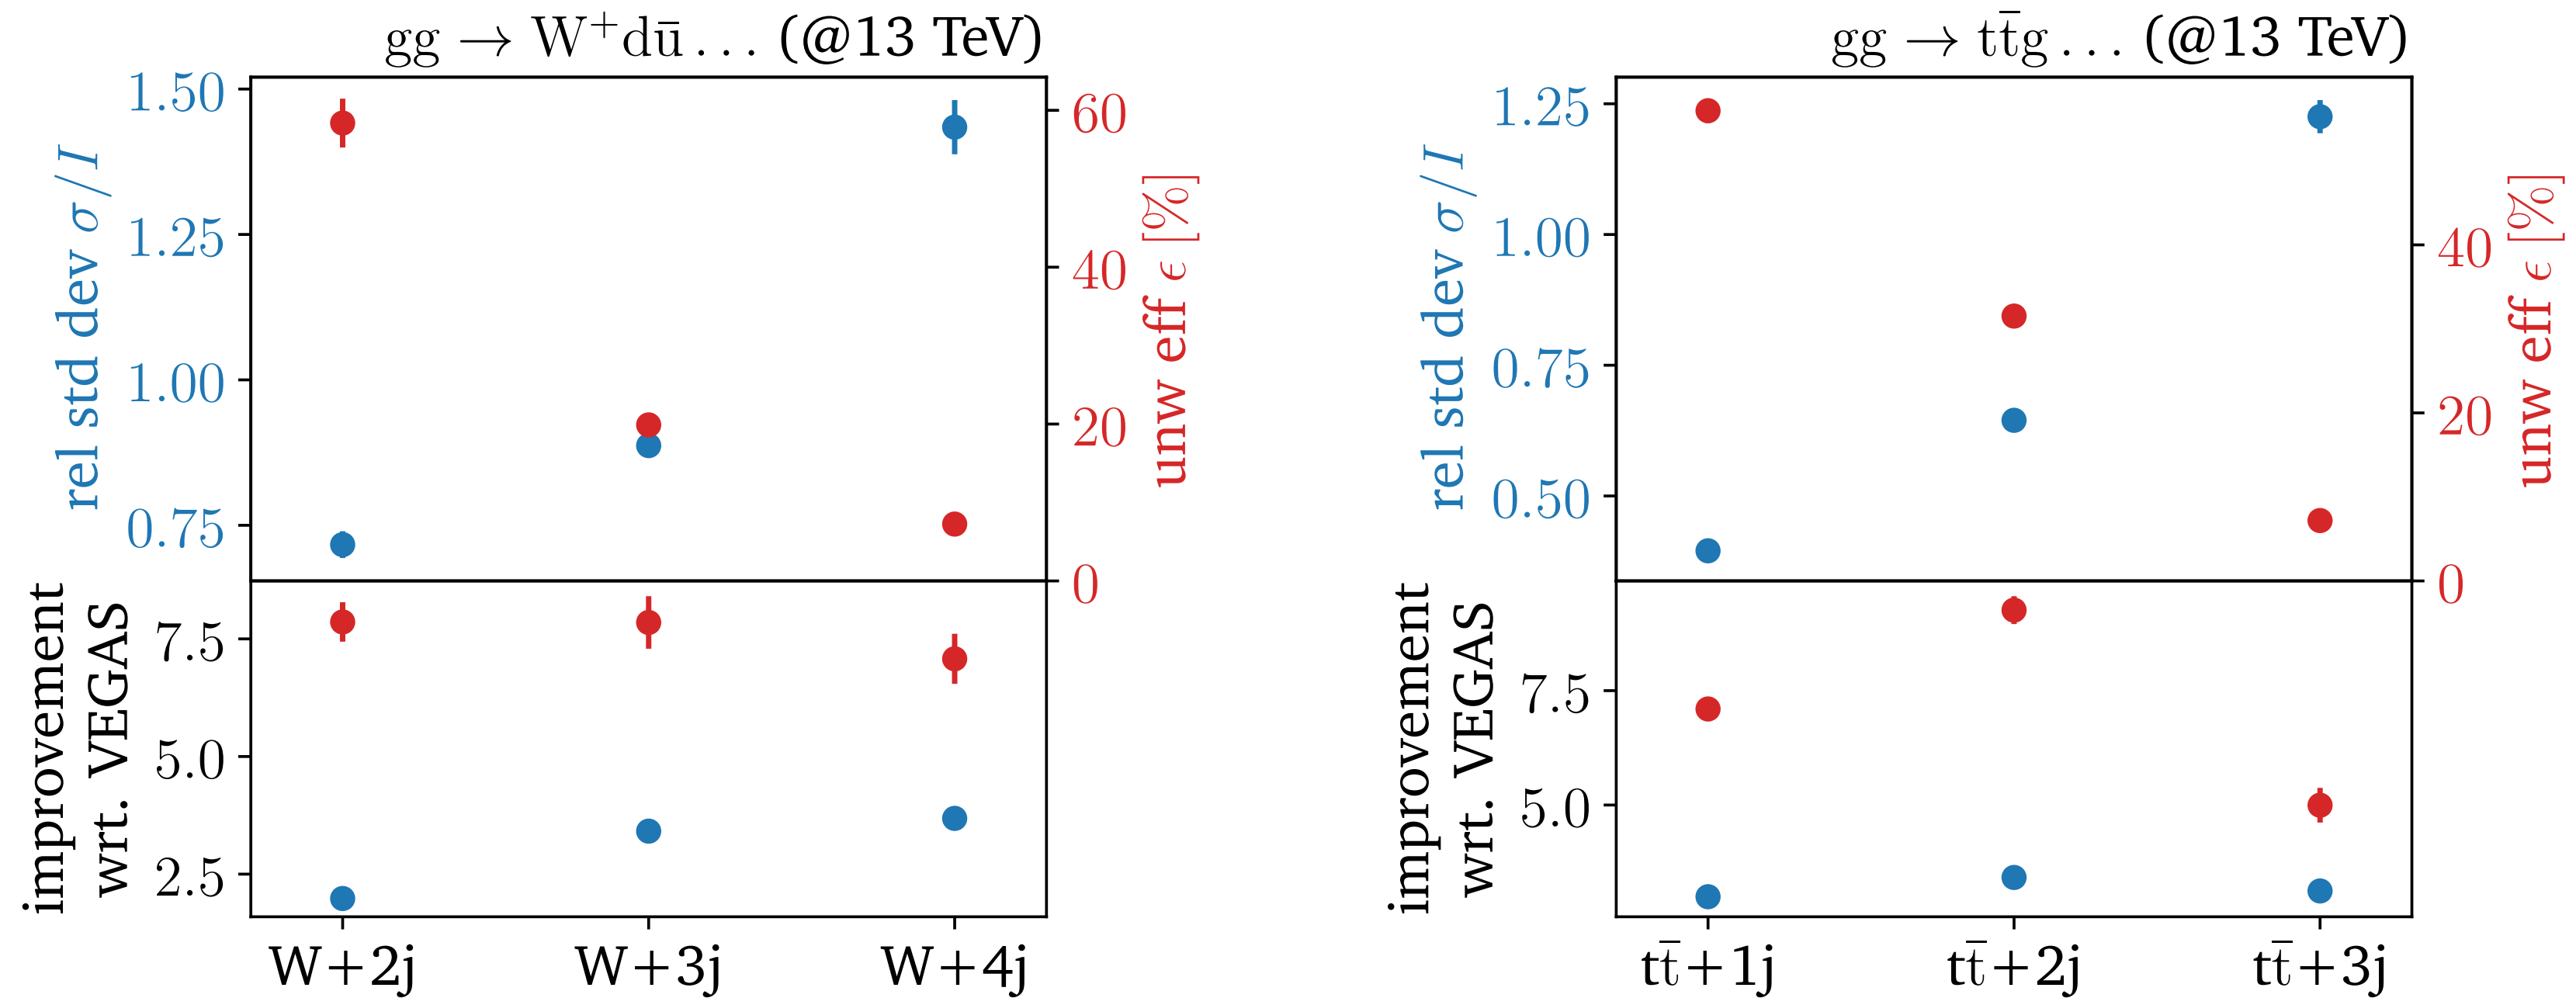 gg → W⁺dū... (@13 TeV)
rel std dev σ/I
1.50
1.25
1.00
0.75
unw eff ϵ [%]
60
40
20
0
improvement
wrt. VEGAS
7.5
5.0
2.5
W+2j W+3j W+4j
gg → tt̄g... (@13 TeV)
rel std dev σ/I
1.25
1.00
0.75
0.50
unw eff ϵ [%]
40
20
0
improvement
wrt. VEGAS
7.5
5.0
tt̄+1j tt̄+2j tt̄+3j